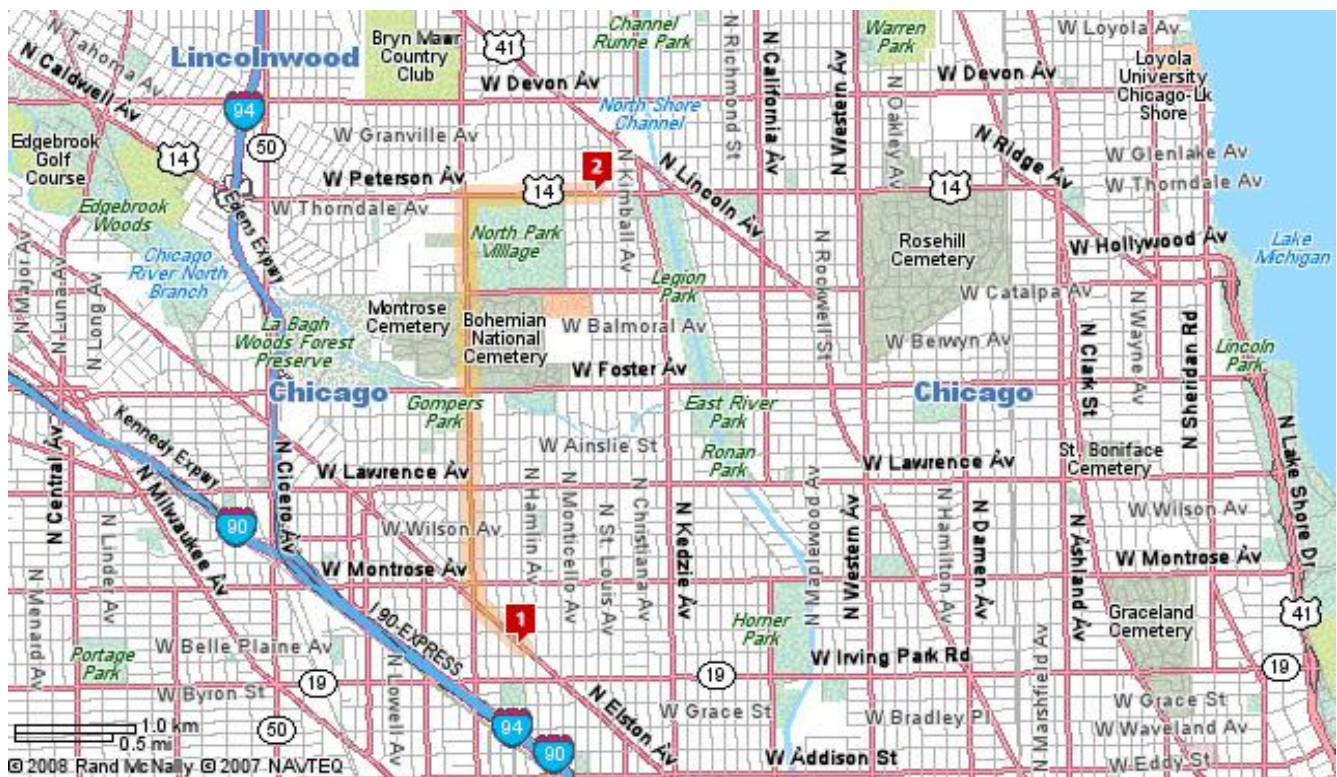 Lincolnwood
Bryn Mawr
Country
Club
41
Channel
Runne Park
Warren
Park
W Loyola Av
Loyola
University
Chicago-Lk
Shore
N Tahoma Av
N Caldwell Av
94
50
W Devon Av
W Devon Av
N Richmond St
N California Av
N Western Av
N Oakley Av
North Shore
Channel
W Granville Av
Edgebrook
Golf
Course
14
Edgebrook
Woods
W Peterson Av
14
2
N Kimball Av
N Lincoln Av
14
N Ridge Av
W Glenlake Av
W Thorndale Av
W Thorndale Av
Edens Expwy
North Park
Village
Rosehill
Cemetery
W Hollywood Av
Lake
Michigan
Chicago
River North
Branch
N Major Av
N Luna Av
N Long Av
Legion
Park
N Rockwell St
W Catalpa Av
Montrose
Cemetery
Bohemian
National
Cemetery
W Balmoral Av
La Bagh
Woods Forest
Preserve
W Berwyn Av
N Clark St
N Wayne Av
N Sheridan Rd
Lincoln
Park
W Foster Av
Chicago
Chicago
Gompers
Park
East River
Park
Ronan
Park
Kennedy Expwy
N Cicero Av
W Ainslie St
N Lake Shore Dr
St. Boniface
Cemetery
W Lawrence Av
W Lawrence Av
N Central Av
N Milwaukee Av
N Linder Av
90
W Wilson Av
N Hamlin Av
N Monticello Av
N St. Louis Av
N Christiana Av
N Kedzie Av
N Maplewood Av
N Western Av
N Hamilton Av
N Damen Av
N Ashland Av
W Wilson Av
W Montrose Av
W Montrose Av
N Menard Av
I 90-EXPRESS
1
Horner
Park
Graceland
Cemetery
41
W Belle Plaine Av
Portage
Park
W Irving Park Rd
19
19
19
W Byron St
N Lowell Av
N Elston Av
W Grace St
W Bradley Pl
N Marshfield Av
W Grace St
W Waveland Av
1.0 km
0.5 mi
50
94
90
W Addison St
W Eddy St
© 2008 Rand McNally © 2007 NAVTEQ